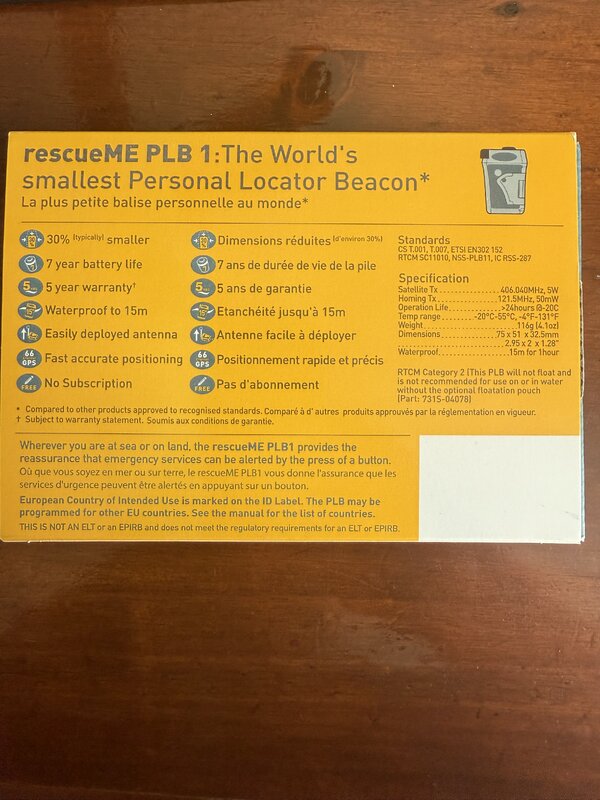 rescueME PLB 1:The World's
smallest Personal Locator Beacon*
La plus petite balise personnelle au monde*
30% (typically) smaller
7 year battery life
5 year warranty†
Waterproof to 15m
Easily deployed antenna
66 GPS Fast accurate positioning
FREE No Subscription
Dimensions réduites (d'environ 30%)
7 ans de durée de vie de la pile
5 ans de garantie
Etanchéité jusqu'à 15m
Antenne facile à déployer
66 GPS Positionnement rapide et précis
FREE Pas d'abonnement
Standards
CS T.001, T.007, ETSI EN302 152
RTCM SC11010, NSS-PLB11, IC RSS-287
Specification
Satellite Tx....................406.040MHz, 5W
Homing Tx....................121.5MHz, 50mW
Operation Life................>24hours @-20C
Temp range.........-20°C-55°C, -4°F-131°F
Weight..............................116g (4.1oz)
Dimensions................75 x 51 x 32.5mm
2.95 x 2 x 1.28"
Waterproof.......................15m for 1hour
RTCM Category 2 (This PLB will not float and
is not recommended for use on or in water
without the optional floatation pouch
(Part: 731S-04078)
* Compared to other products approved to recognised standards. Comparé à d' autres produits approuvés par la réglementation en vigueur.
† Subject to warranty statement. Soumis aux conditions de garantie.
Wherever you are at sea or on land, the rescueME PLB1 provides the
reassurance that emergency services can be alerted by the press of a button.
Où que vous soyez en mer ou sur terre, le rescueME PLB1 vous donne l'assurance que les
services d'urgence peuvent être alertés en appuyant sur un bouton.
European Country of Intended Use is marked on the ID Label. The PLB may be
programmed for other EU countries. See the manual for the list of countries.
THIS IS NOT AN ELT or an EPIRB and does not meet the regulatory requirements for an ELT or EPIRB.